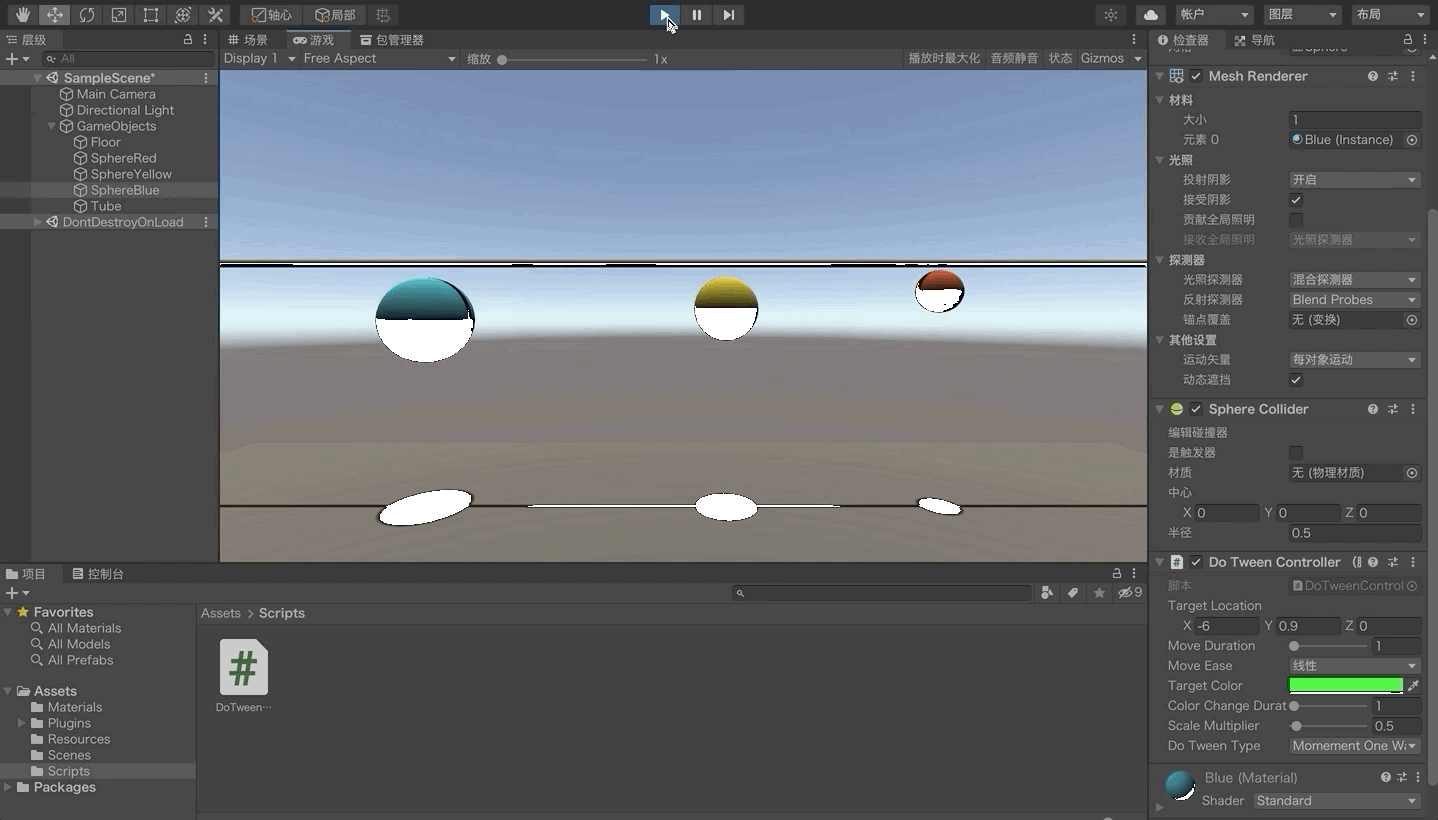 轴心 局部 帐户 图层 布局
层级
All
SampleScene*
Main Camera
Directional Light
GameObjects
Floor
SphereRed
SphereYellow
SphereBlue
Tube
DontDestroyOnLoad
场景 游戏 包管理器
Display 1 Free Aspect 缩放 1x 播放时最大化 音频静音 状态 Gizmos
检查器 导航
Mesh Renderer
材料
大小 1
元素 0 Blue (Instance)
光照
投射阴影 开启
接受阴影
贡献全局照明
接收全局照明 光照探测器
探测器
光照探测器 混合探测器
反射探测器 Blend Probes
锚点覆盖 无 (变换)
其他设置
运动矢量 每对象运动
动态遮挡
Sphere Collider
编辑碰撞器
是触发器
材质 无 (物理材质)
中心
X 0 Y 0 Z 0
半径 0.5
Do Tween Controller
脚本 DoTweenControl
Target Location
X -6 Y 0.9 Z 0
Move Duration 1
Move Ease 线性
Target Color
Color Change Durat 1
Scale Multiplier 0.5
Do Tween Type Momement One Wa
Blue (Material)
Shader Standard
项目 控制台
9
Favorites
All Materials
All Models
All Prefabs
Assets
Materials
Plugins
Resources
Scenes
Scripts
Packages
Assets > Scripts
#
DoTween…